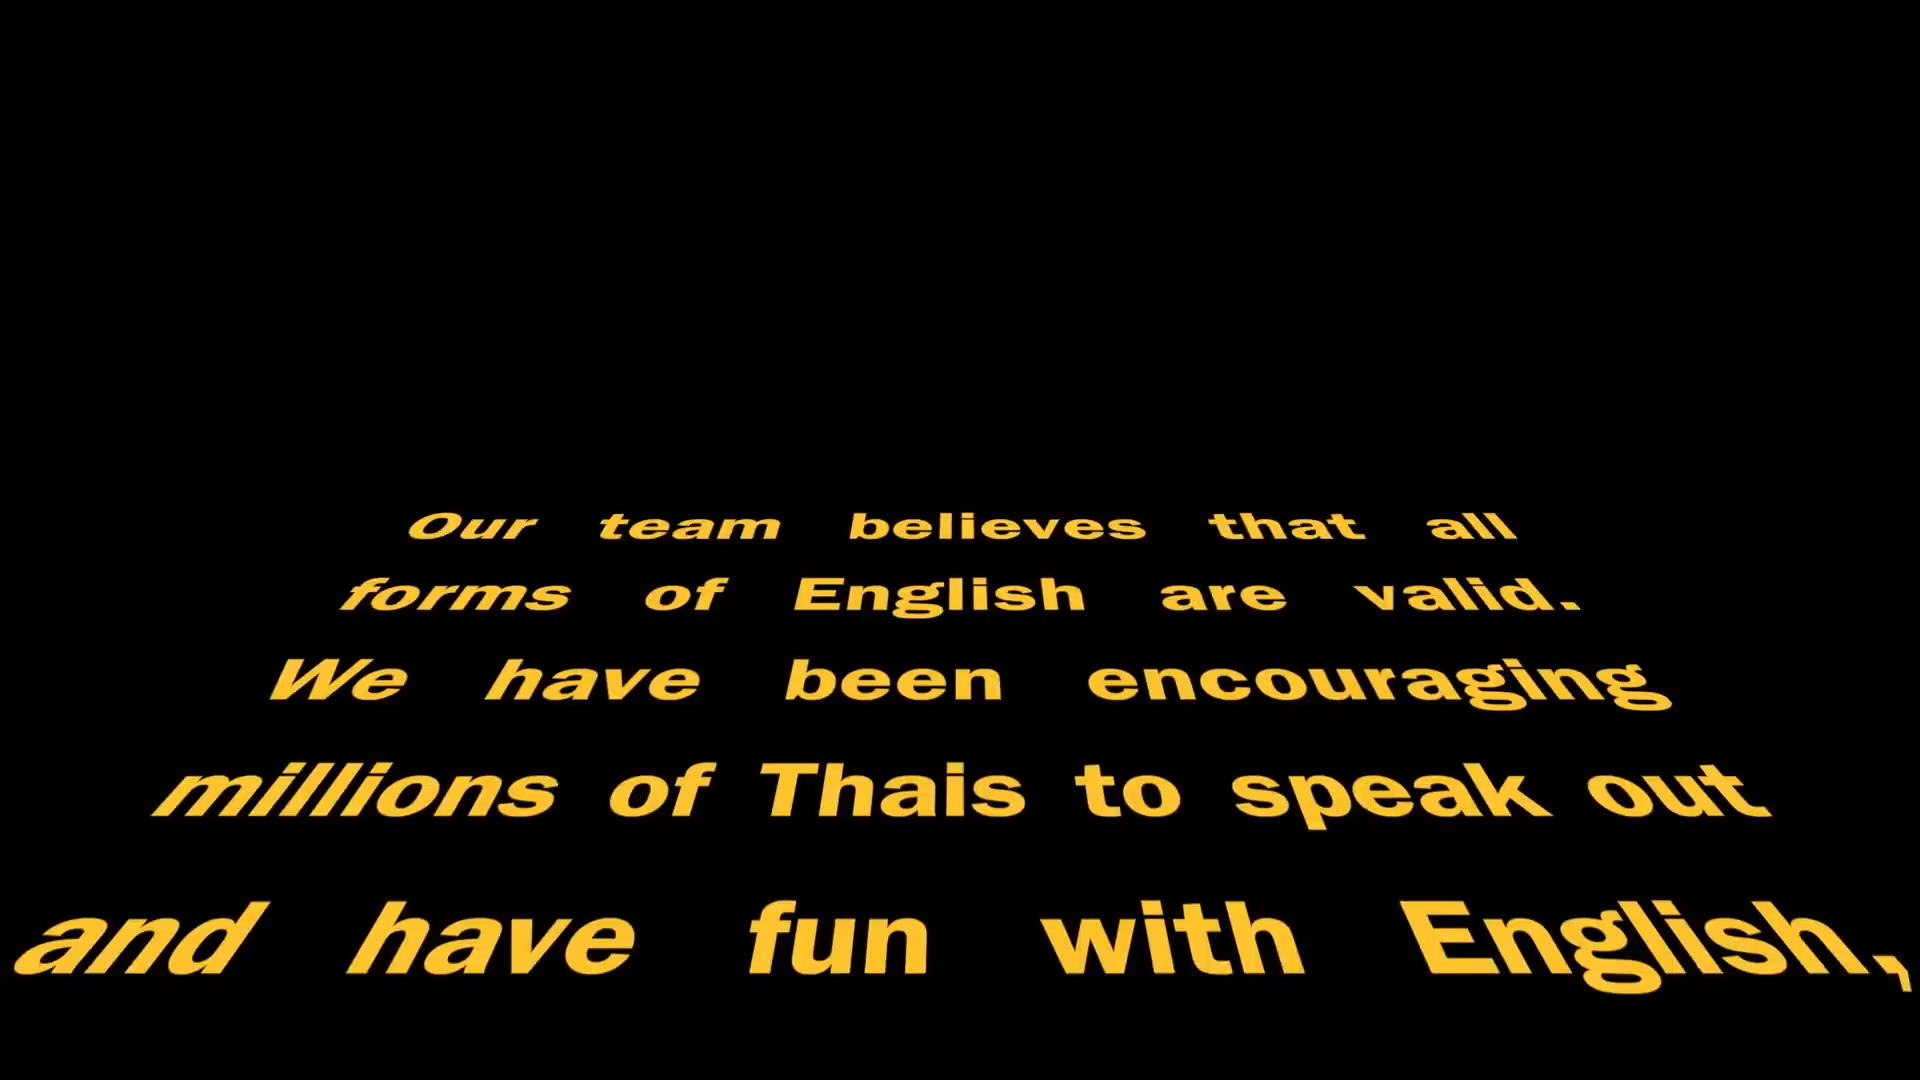 Our team believes that all
forms of English are valid.
We have been encouraging
millions of Thais to speak out
and have fun with English,